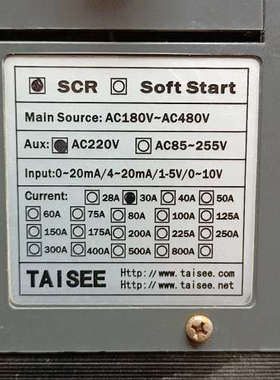 SCR Soft Start
Main Source: AC180V~AC480V
Aux: AC220V AC85~255V
Input:0~20mA/4~20mA/1-5V/0~10V
Current: 28A 30A 40A 50A
60A 75A 80A 100A 125A
150A 175A 200A 225A 250A
300A 400A 500A 800A
TAISEE Http://www.taisee.com
Http://www.taisee.net